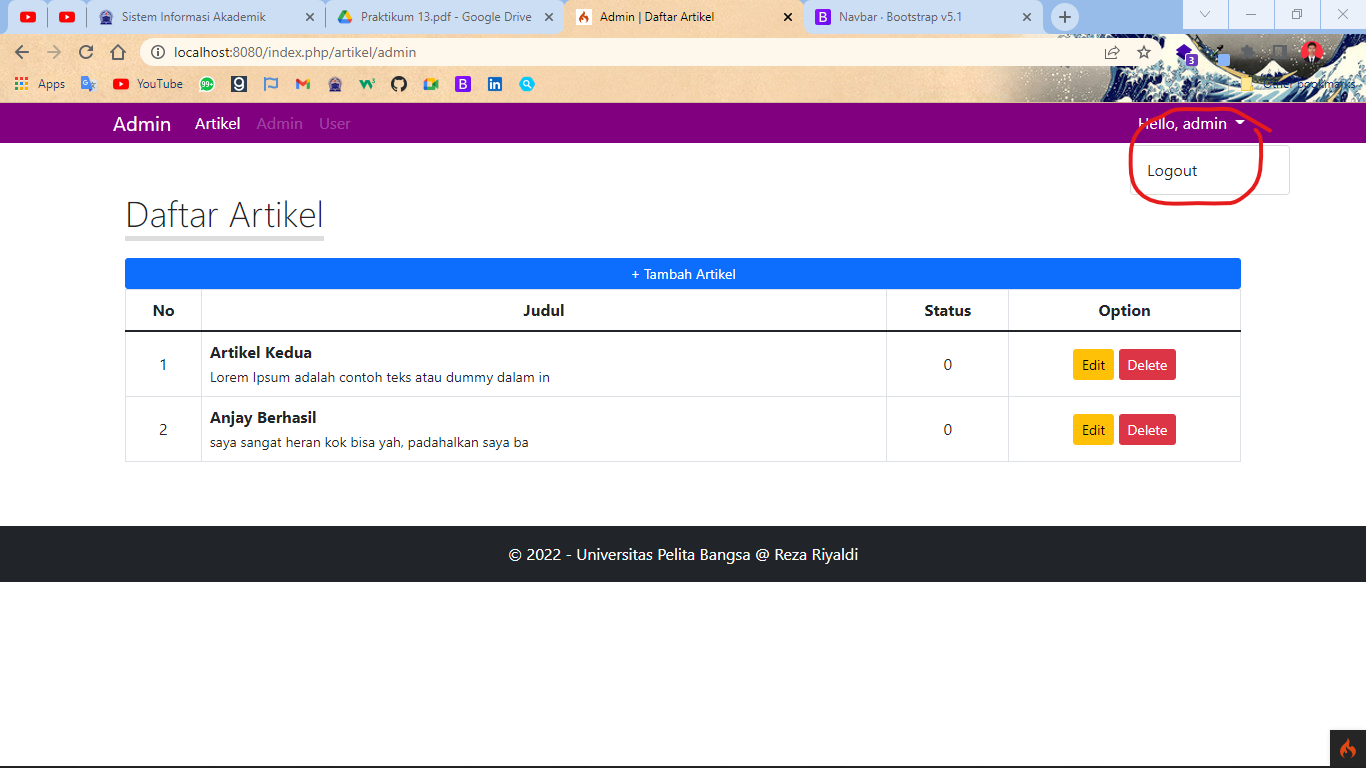 Sistem Informasi Akademik
Praktikum 13.pdf - Google Drive
Admin | Daftar Artikel
Navbar · Bootstrap v5.1
localhost:8080/index.php/artikel/admin
3
Apps
YouTube
99+
Other bookmarks
Admin Artikel Admin User
Hello, admin
Logout
Daftar Artikel
+ Tambah Artikel
No Judul Status Option
1 Artikel Kedua 0 Edit Delete
Lorem Ipsum adalah contoh teks atau dummy dalam in
2 Anjay Berhasil 0 Edit Delete
saya sangat heran kok bisa yah, padahalkan saya ba
© 2022 - Universitas Pelita Bangsa @ Reza Riyaldi